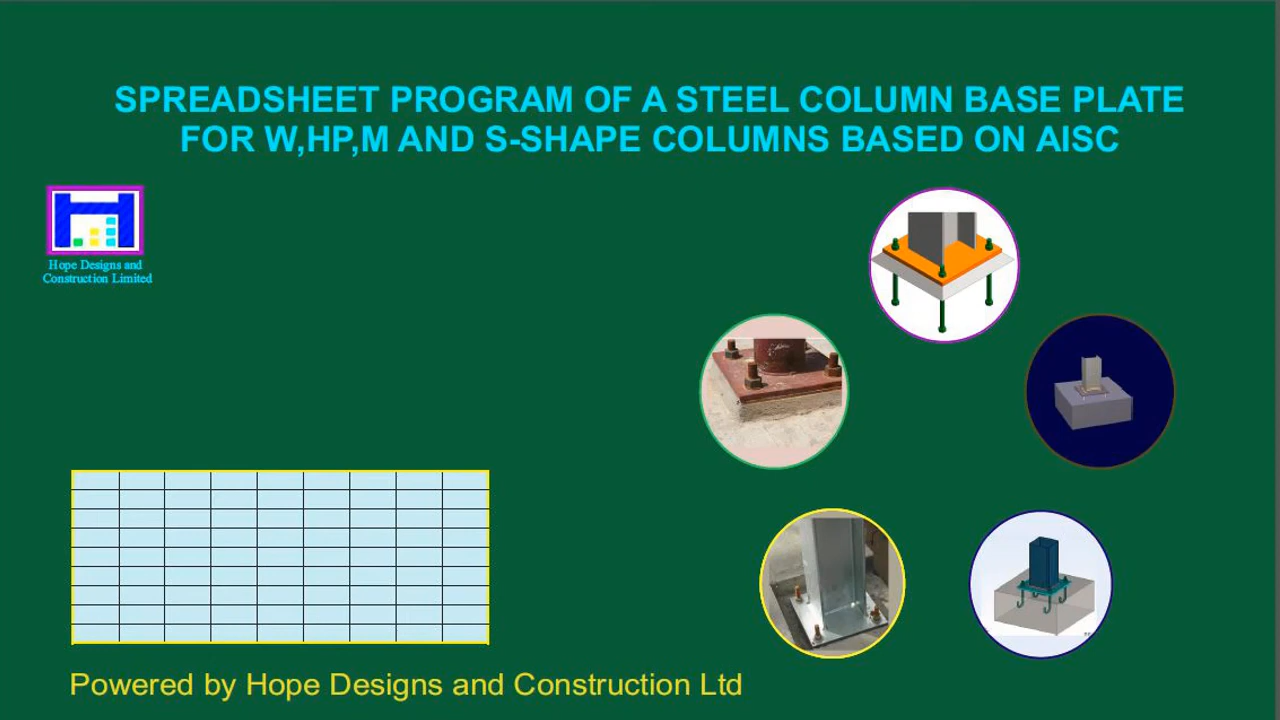 SPREADSHEET PROGRAM OF A STEEL COLUMN BASE PLATE
FOR W,HP,M AND S-SHAPE COLUMNS BASED ON AISC
Hope Designs and
Construction Limited
Powered by Hope Designs and Construction Ltd